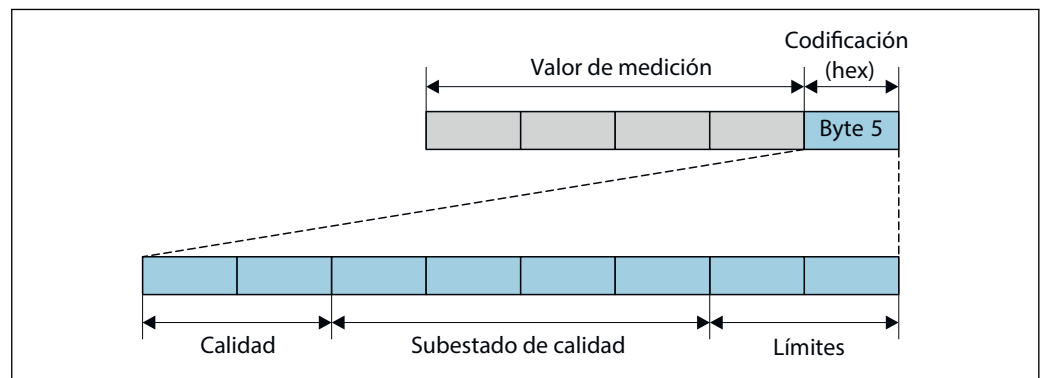 Codificación
(hex)
Valor de medición
Byte 5
Calidad
Subestado de calidad
Límites